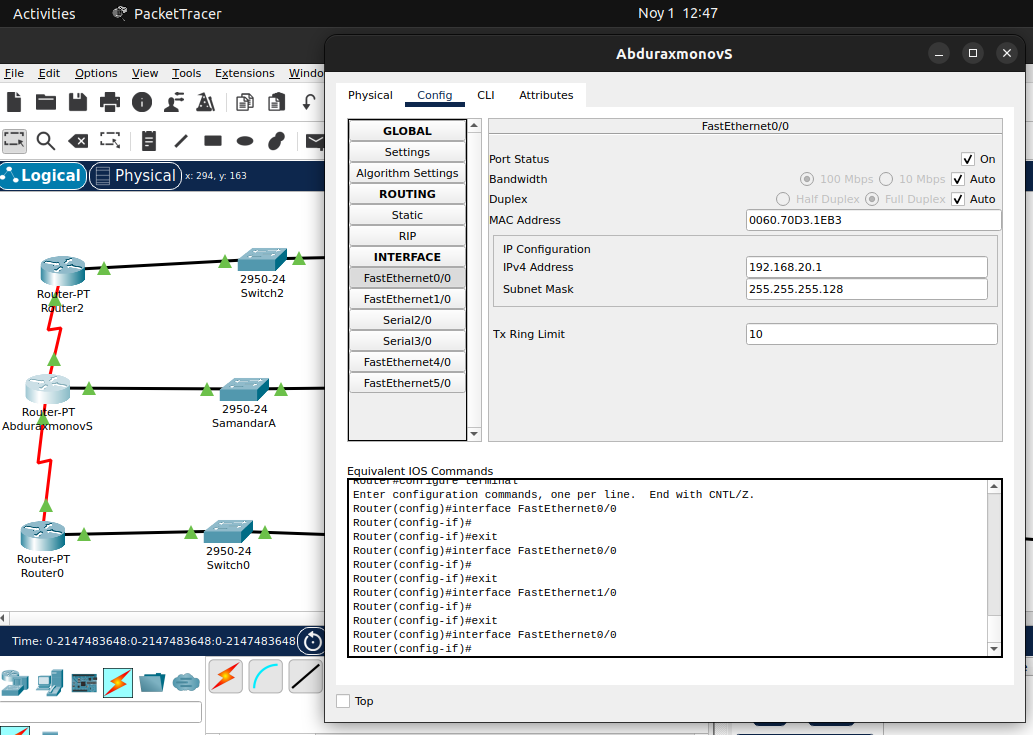 Activities
PacketTracer
Noy 1 12:47
AbduraxmonovS
File Edit Options View Tools Extensions Windo
Physical Config CLI Attributes
Logical
Physical
x: 294, y: 163
GLOBAL
Settings
Algorithm Settings
ROUTING
Static
RIP
INTERFACE
FastEthernet0/0
FastEthernet1/0
Serial2/0
Serial3/0
FastEthernet4/0
FastEthernet5/0
FastEthernet0/0
Port Status On
Bandwidth 100 Mbps 10 Mbps Auto
Duplex Half Duplex Full Duplex Auto
MAC Address 0060.70D3.1EB3
IP Configuration
IPv4 Address 192.168.20.1
Subnet Mask 255.255.255.128
Tx Ring Limit 10
Router-PT
Router2
2950-24
Switch2
Router-PT
AbduraxmonovS
2950-24
SamandarA
Router-PT
Router0
2950-24
Switch0
Equivalent IOS Commands
Router#configure terminal
Enter configuration commands, one per line. End with CNTL/Z.
Router(config)#interface FastEthernet0/0
Router(config-if)#
Router(config-if)#exit
Router(config)#interface FastEthernet0/0
Router(config-if)#
Router(config-if)#exit
Router(config)#interface FastEthernet1/0
Router(config-if)#
Router(config-if)#exit
Router(config)#interface FastEthernet0/0
Router(config-if)#
Time: 0-2147483648:0-2147483648:0-2147483648
Top